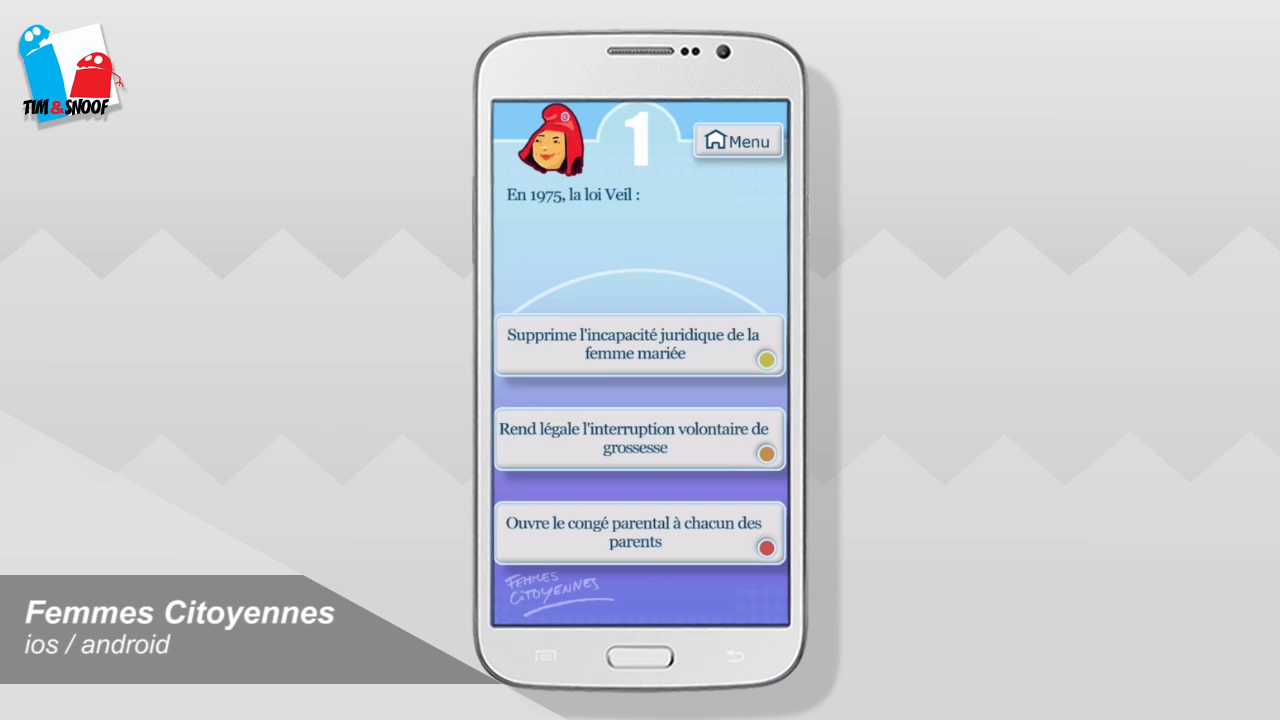 TIM & SNOOF
1
Menu
En 1975, la loi Veil :
Supprime l'incapacité juridique de la
femme mariée
Rend légale l'interruption volontaire de
grossesse
Ouvre le congé parental à chacun des
parents
FEMMES
CITOYENNES
Femmes Citoyennes
ios / android